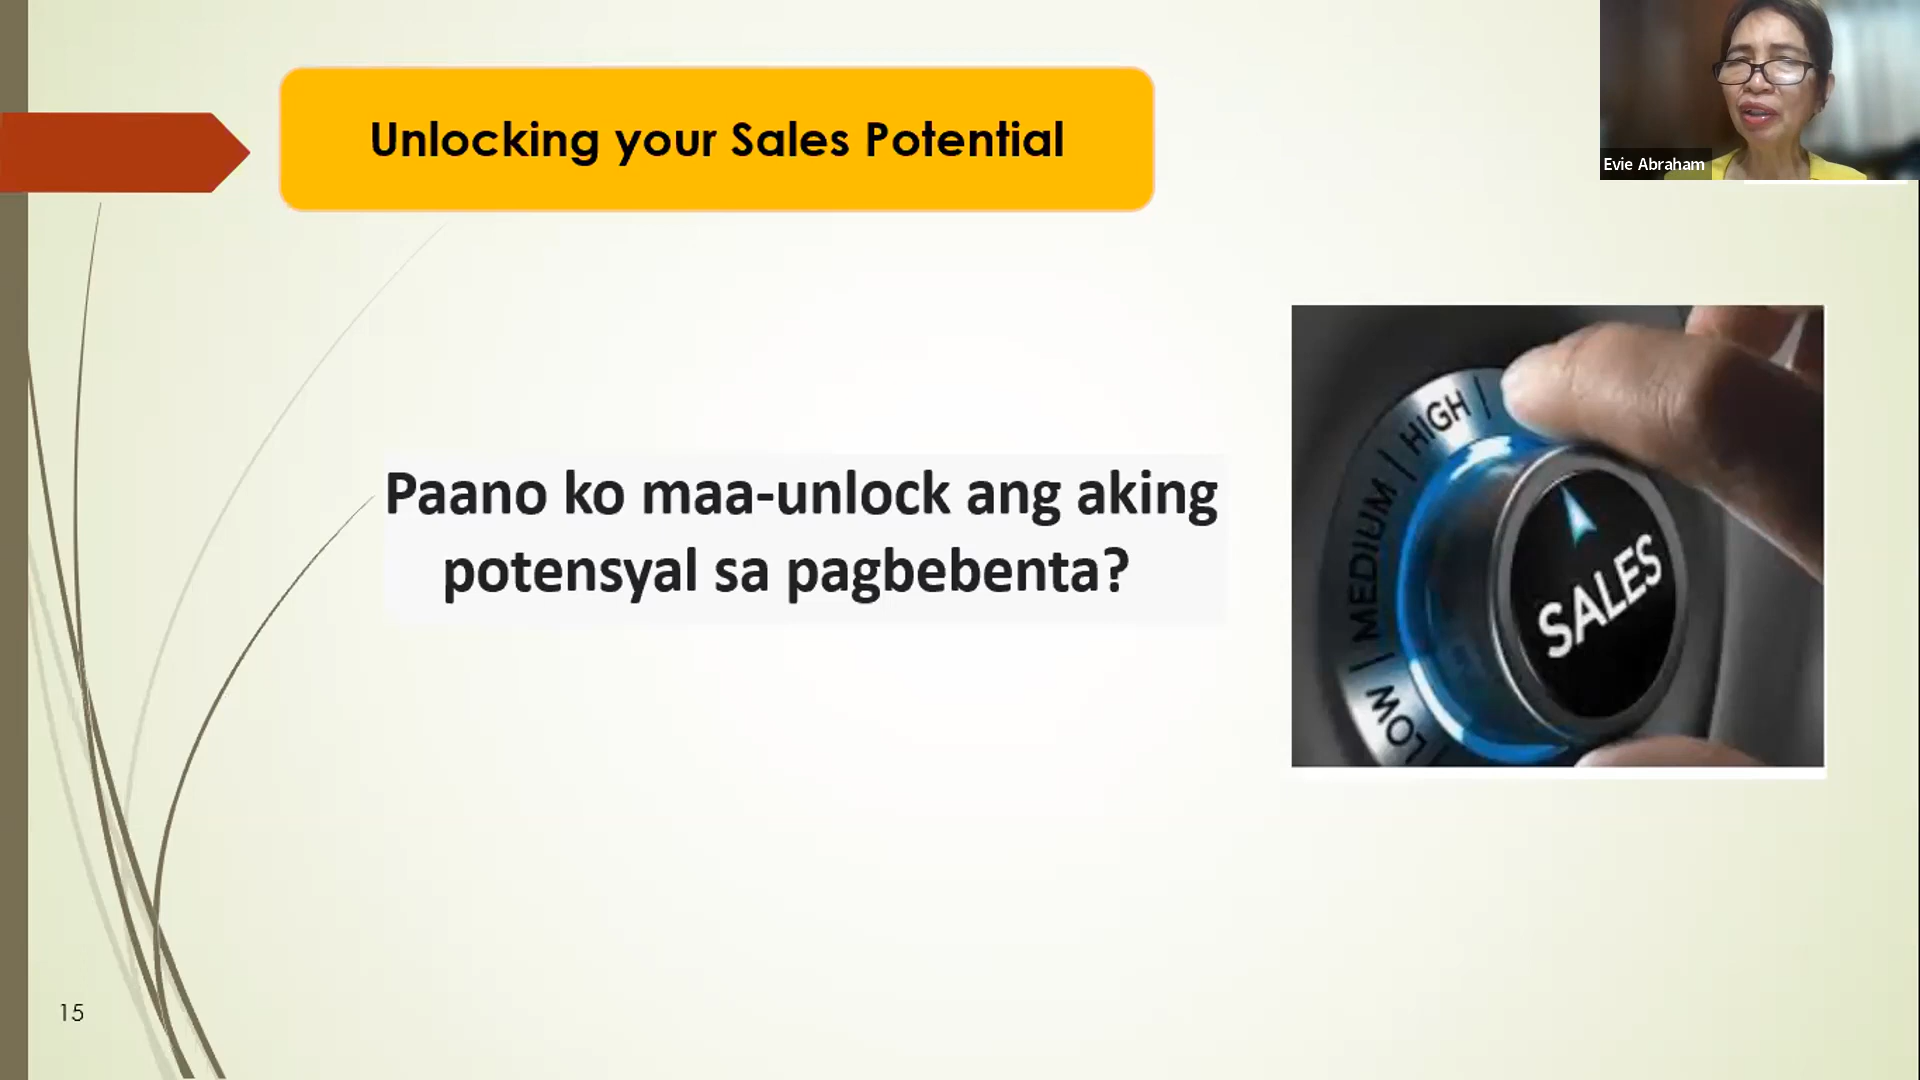 Unlocking your Sales Potential
Evie Abraham
Paano ko maa-unlock ang aking
potensyal sa pagbebenta?
LOW | MEDIUM | HIGH |
SALES
15